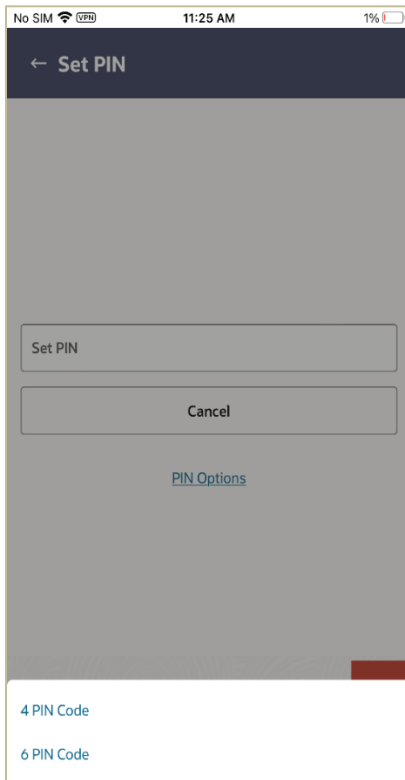 No SIM VPN 11:25 AM 1%
← Set PIN
Set PIN
Cancel
PIN Options
4 PIN Code
6 PIN Code